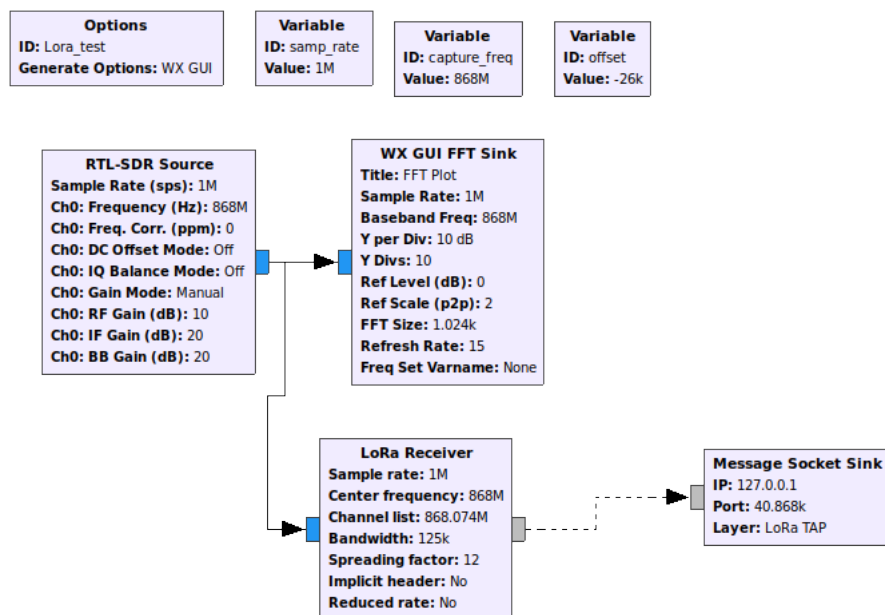 Options
ID: Lora_test
Generate Options: WX GUI
Variable
ID: samp_rate
Value: 1M
Variable
ID: capture_freq
Value: 868M
Variable
ID: offset
Value: -26k
RTL-SDR Source
Sample Rate (sps): 1M
Ch0: Frequency (Hz): 868M
Ch0: Freq. Corr. (ppm): 0
Ch0: DC Offset Mode: Off
Ch0: IQ Balance Mode: Off
Ch0: Gain Mode: Manual
Ch0: RF Gain (dB): 10
Ch0: IF Gain (dB): 20
Ch0: BB Gain (dB): 20
WX GUI FFT Sink
Title: FFT Plot
Sample Rate: 1M
Baseband Freq: 868M
Y per Div: 10 dB
Y Divs: 10
Ref Level (dB): 0
Ref Scale (p2p): 2
FFT Size: 1.024k
Refresh Rate: 15
Freq Set Varname: None
LoRa Receiver
Sample rate: 1M
Center frequency: 868M
Channel list: 868.074M
Bandwidth: 125k
Spreading factor: 12
Implicit header: No
Reduced rate: No
Message Socket Sink
IP: 127.0.0.1
Port: 40.868k
Layer: LoRa TAP